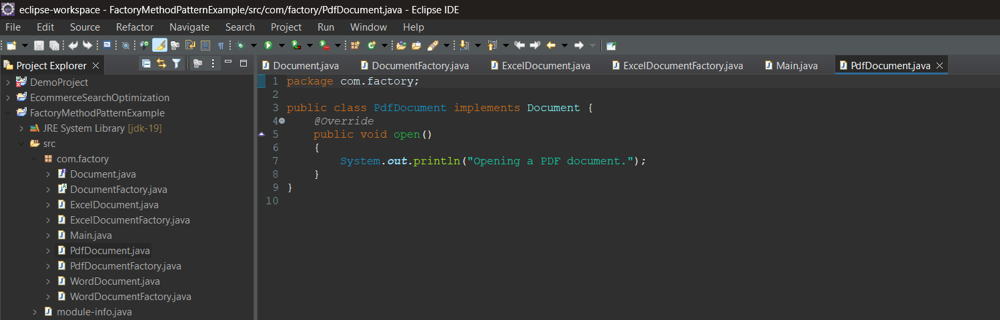 eclipse-workspace - FactoryMethodPatternExample/src/com/factory/PdfDocument.java - Eclipse IDE
File Edit Source Refactor Navigate Search Project Run Window Help
Project Explorer
Document.java DocumentFactory.java ExcelDocument.java ExcelDocumentFactory.java Main.java PdfDocument.java
DemoProject
EcommerceSearchOptimization
FactoryMethodPatternExample
JRE System Library [jdk-19]
src
com.factory
Document.java
DocumentFactory.java
ExcelDocument.java
ExcelDocumentFactory.java
Main.java
PdfDocument.java
PdfDocumentFactory.java
WordDocument.java
WordDocumentFactory.java
module-info.java
1 package com.factory;
2
3 public class PdfDocument implements Document {
4 @Override
5 public void open()
6 {
7 System.out.println("Opening a PDF document.");
8 }
9 }
10